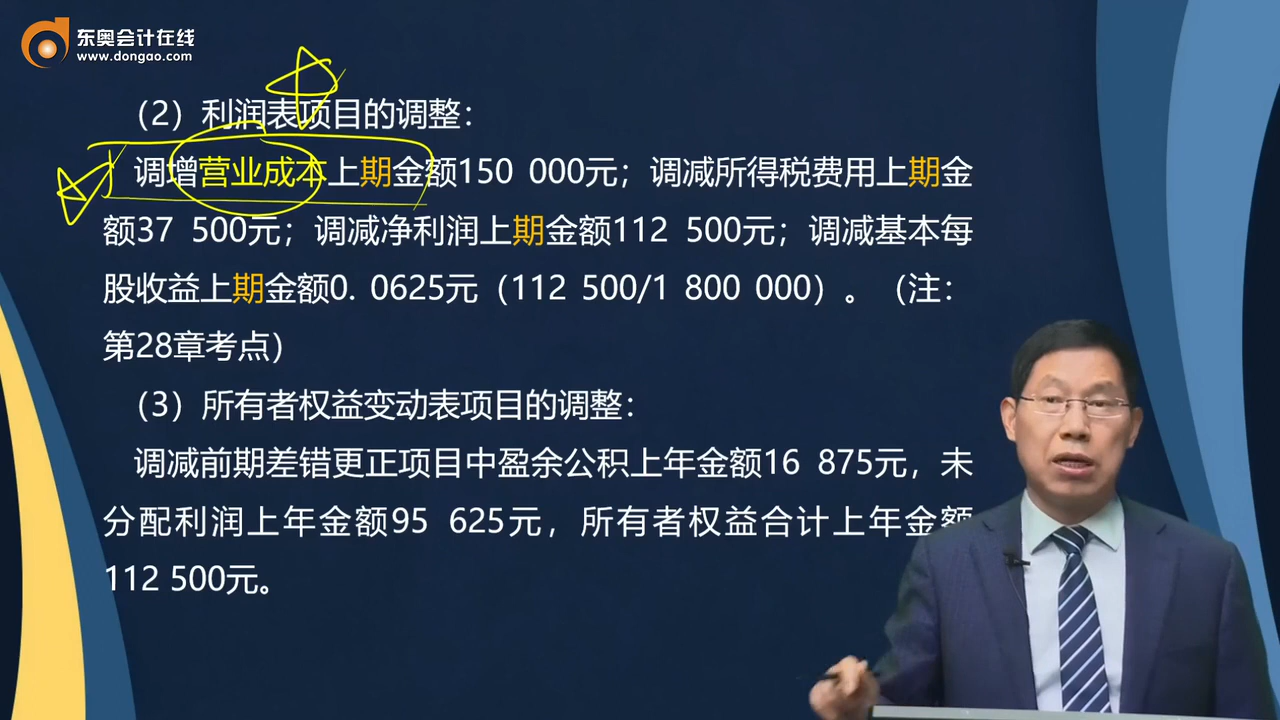 东奥会计在线
www.dongao.com
（2）利润表项目的调整：
调增营业成本上期金额150 000元；调减所得税费用上期金
额37 500元；调减净利润上期金额112 500元；调减基本每
股收益上期金额0. 0625元（112 500/1 800 000）。（注：
第28章考点）
（3）所有者权益变动表项目的调整：
调减前期差错更正项目中盈余公积上年金额16 875元，未
分配利润上年金额95 625元，所有者权益合计上年金额
112 500元。